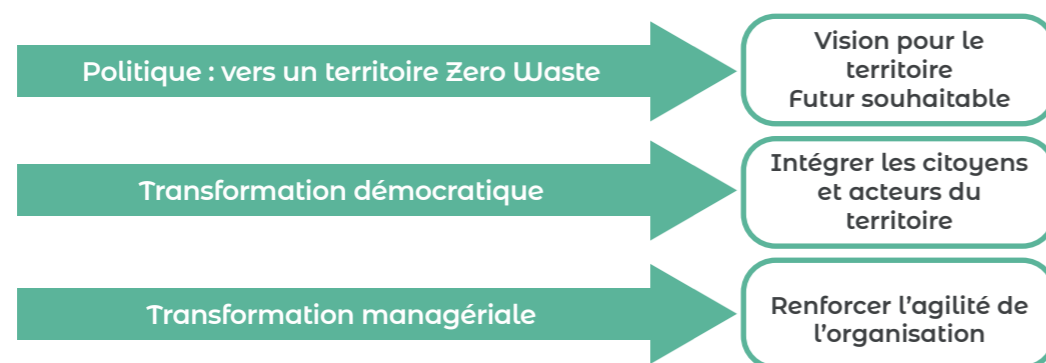 Politique : vers un territoire Zero Waste
Vision pour le
territoire
Futur souhaitable
Transformation démocratique
Intégrer les citoyens
et acteurs du
territoire
Transformation managériale
Renforcer l’agilité de
l’organisation